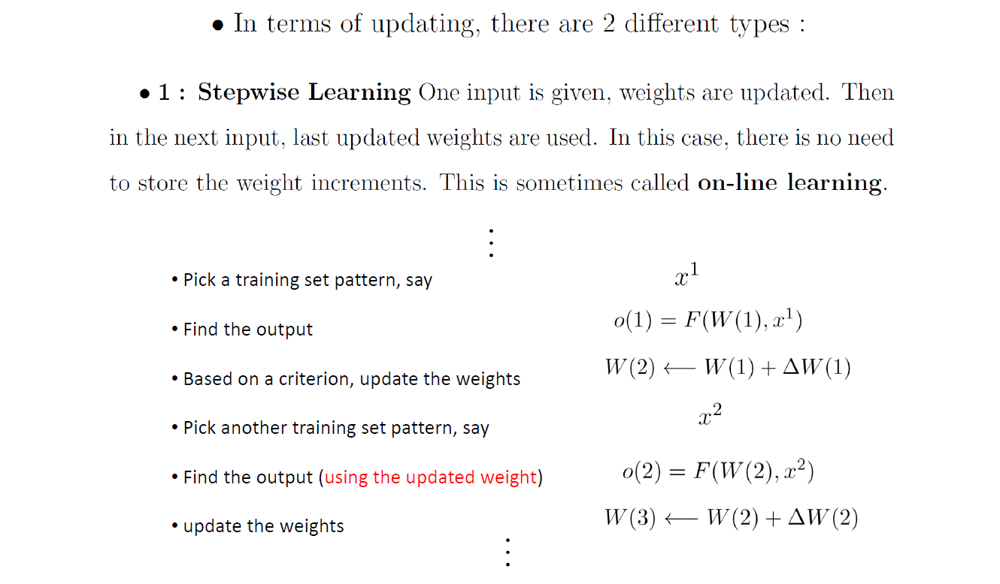 • In terms of updating, there are 2 different types :
• 1 : Stepwise Learning One input is given, weights are updated. Then
in the next input, last updated weights are used. In this case, there is no need
to store the weight increments. This is sometimes called on-line learning.
⋮
• Pick a training set pattern, say x¹
• Find the output o(1) = F(W(1), x¹)
• Based on a criterion, update the weights W(2) ⟵ W(1) + ΔW(1)
• Pick another training set pattern, say x²
• Find the output (using the updated weight) o(2) = F(W(2), x²)
• update the weights W(3) ⟵ W(2) + ΔW(2)
⋮